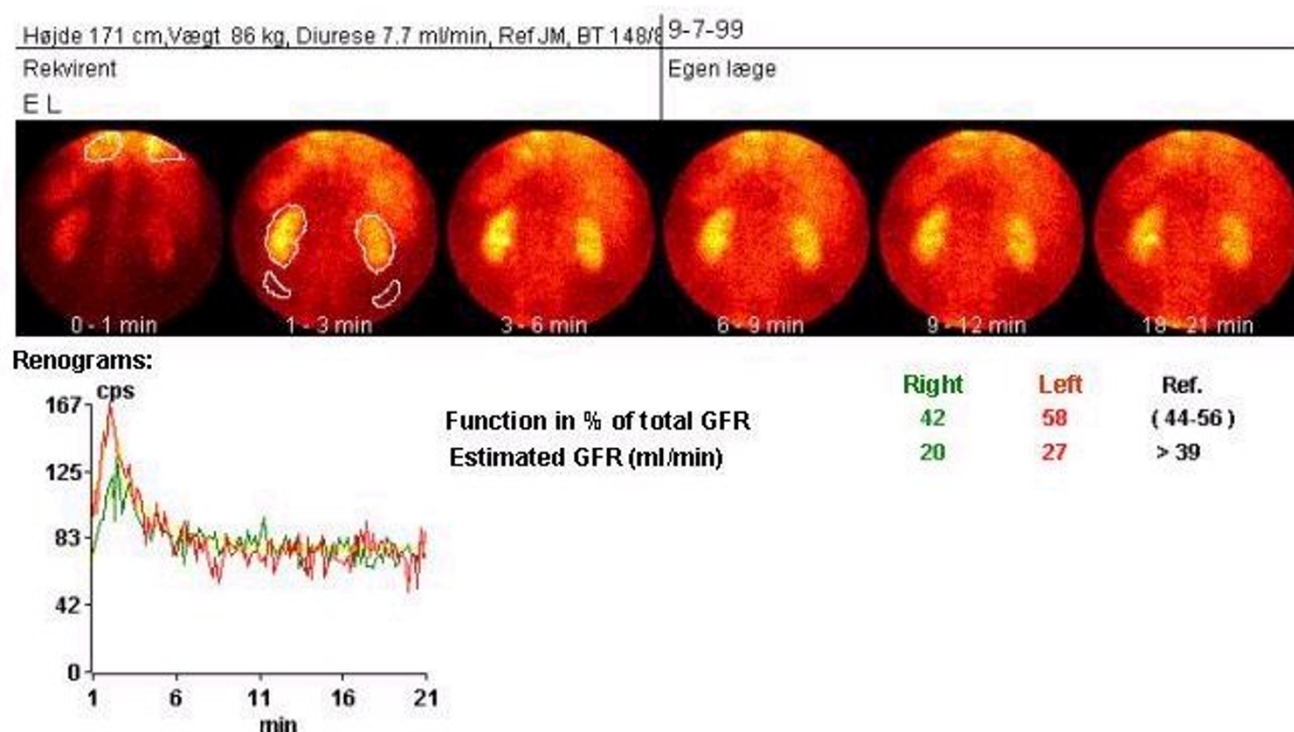 Højde 171 cm,Vægt 86 kg, Diurese 7.7 ml/min, Ref JM, BT 148/8
9-7-99
Rekvirent
Egen læge
E L
0 - 1 min
1 - 3 min
3 - 6 min
6 - 9 min
9 - 12 min
18 - 21 min
Renograms:
cps
167
125
83
42
0
1 6 11 16 21
min
Right Left Ref.
Function in % of total GFR 42 58 ( 44-56 )
Estimated GFR (ml/min) 20 27 > 39